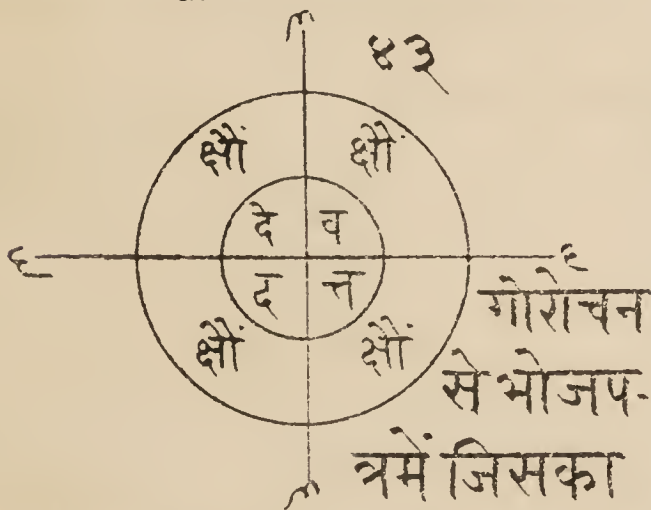 ४३
क्षौं क्षौं
दे व
द त्त
क्षौं क्षौं
गोरोचन
से भोजप-
त्रमें जिसका